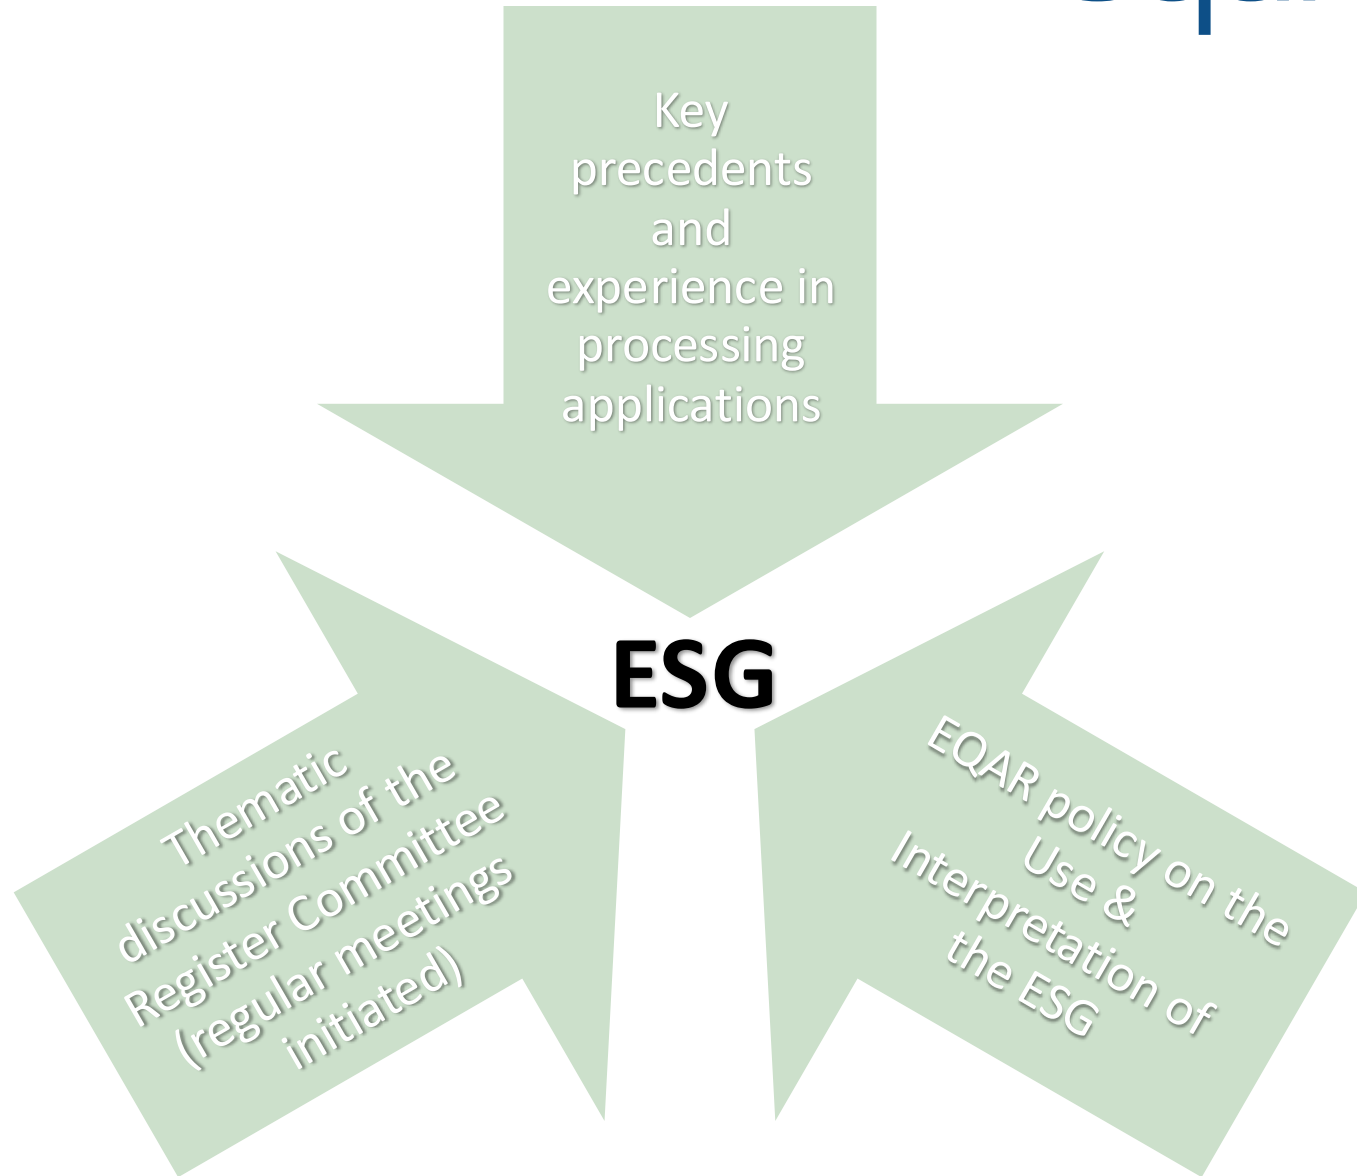 Key
precedents
and
experience in
processing
applications
ESG
Thematic
discussions of the
Register Committee
(regular meetings
initiated)
EQAR policy on the
Use &
Interpretation of
the ESG